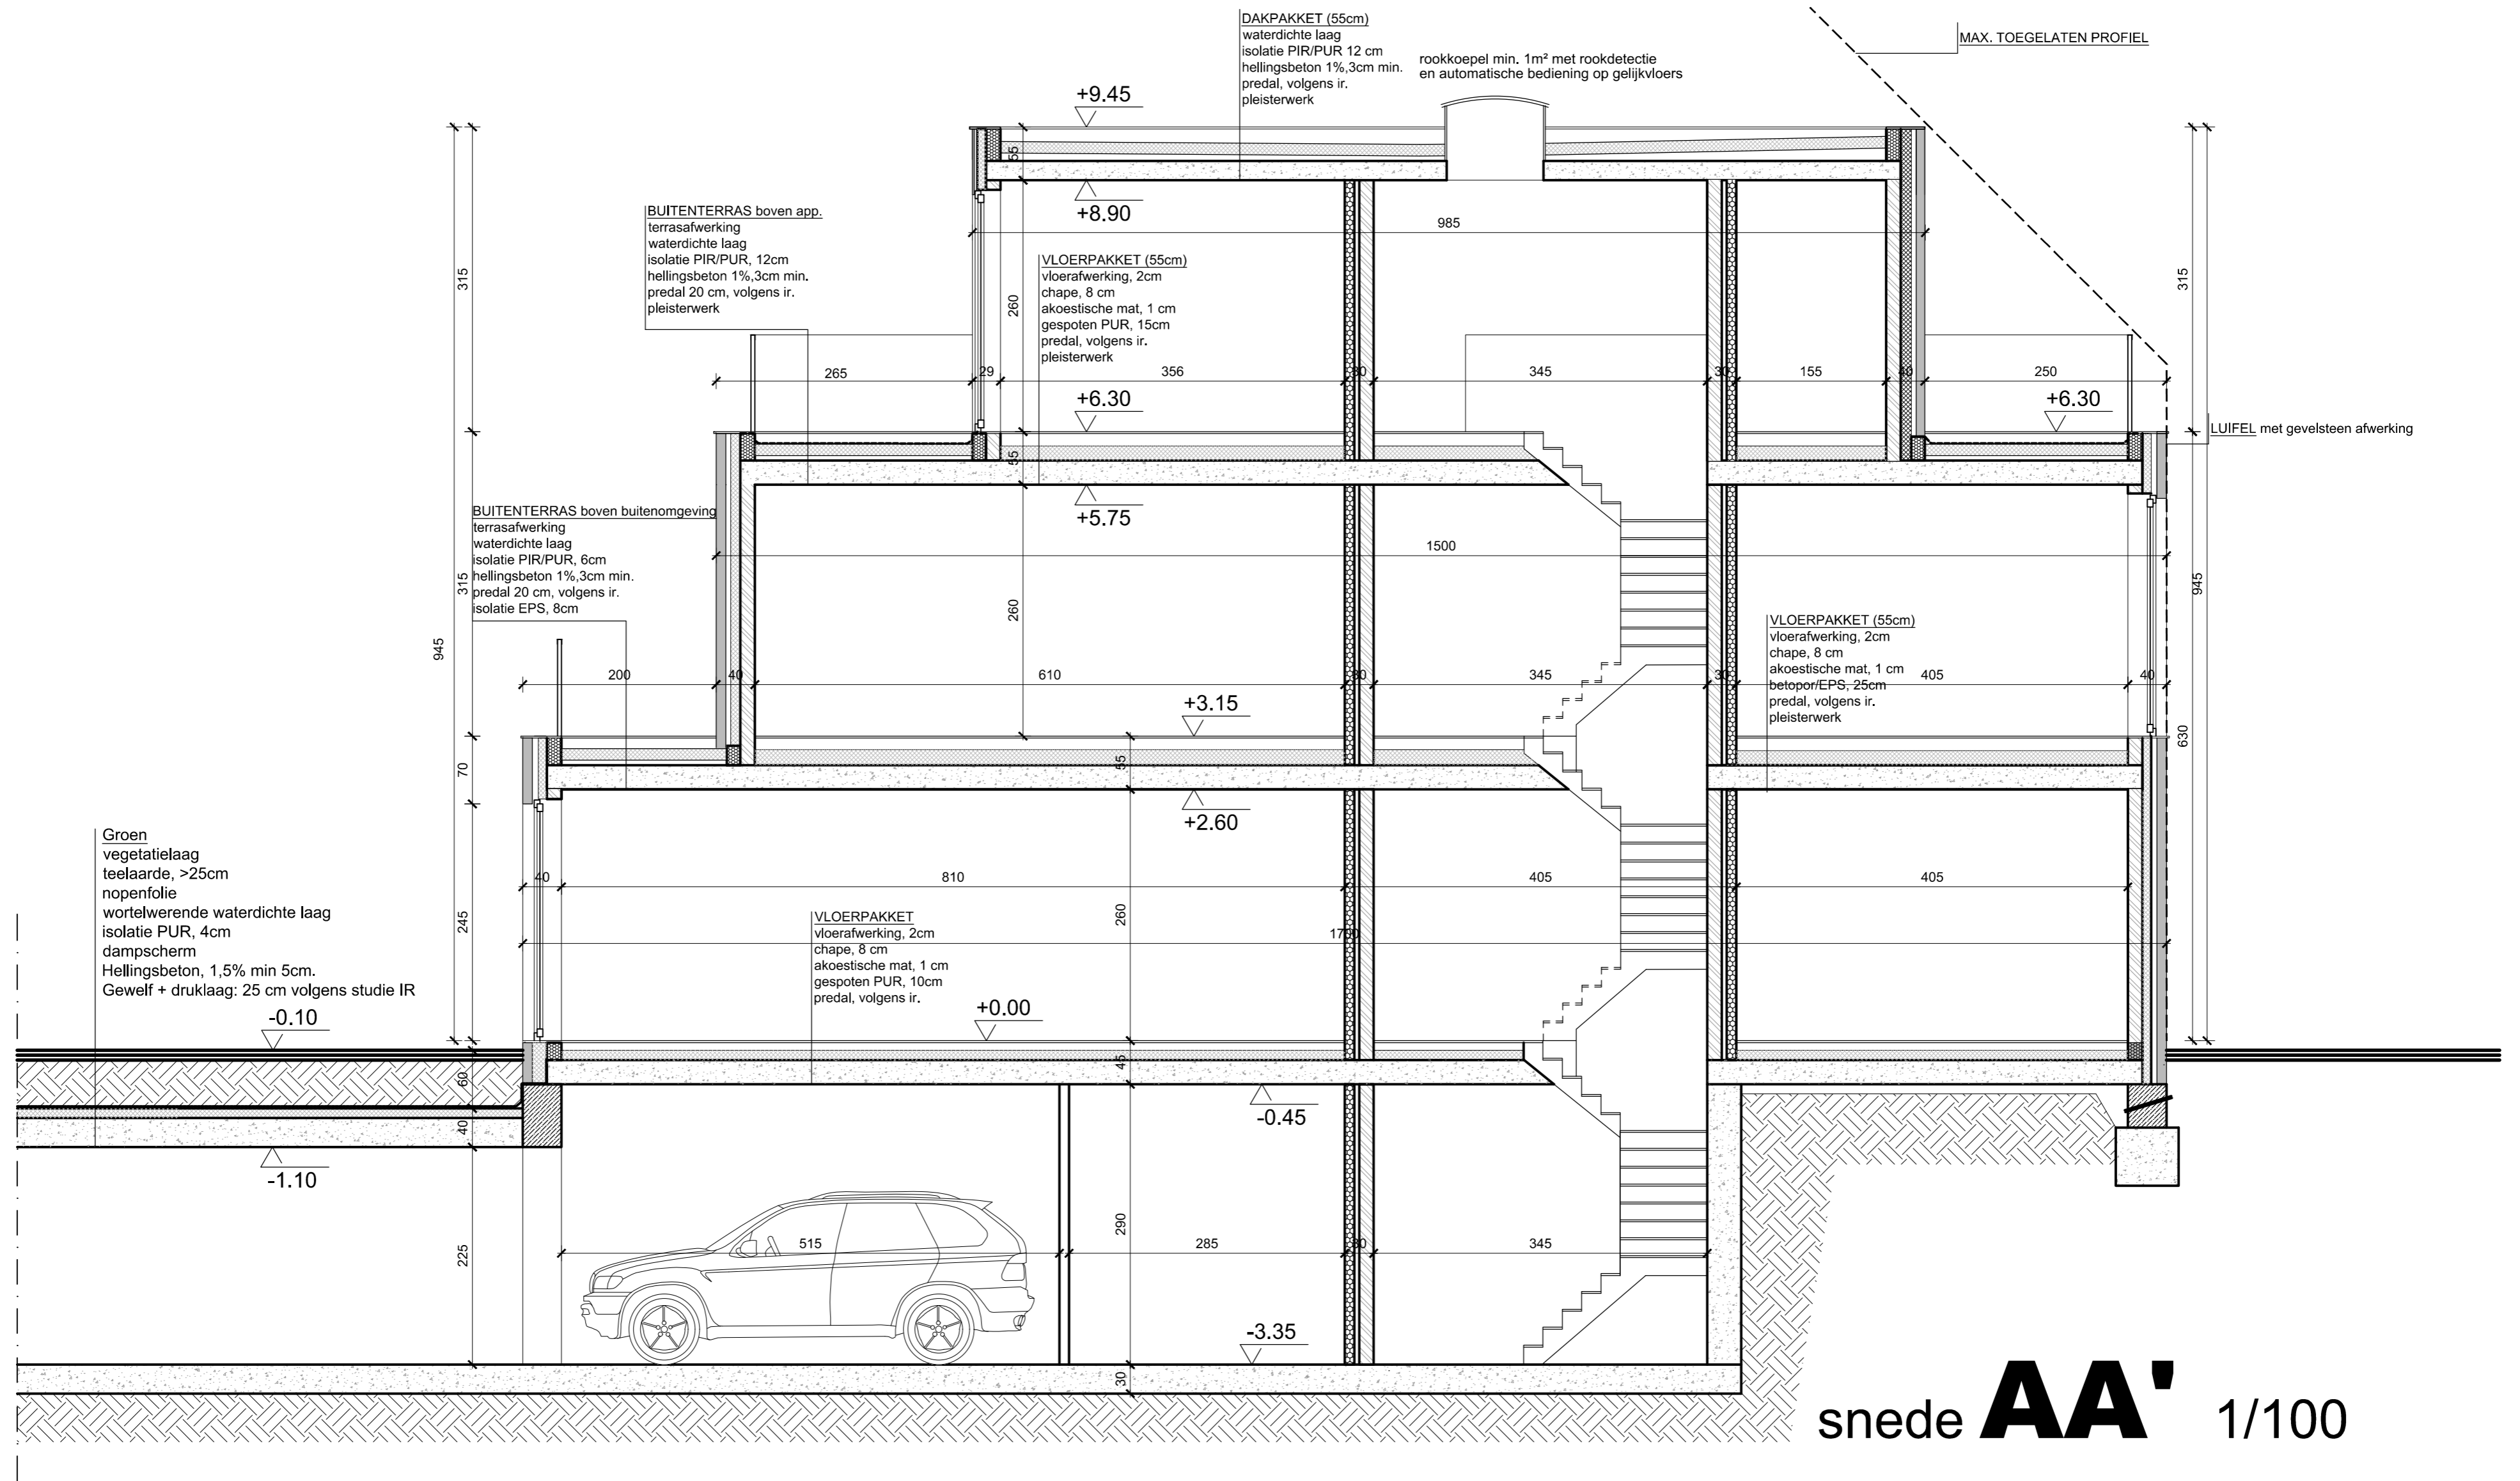 DAKPAKKET (55cm)
waterdichte laag
isolatie PIR/PUR 12 cm
hellingsbeton 1%,3cm min.
predal, volgens ir.
pleisterwerk
rookkoepel min. 1m² met rookdetectie
en automatische bediening op gelijkvloers
MAX. TOEGELATEN PROFIEL
+9.45
55
+8.90
985
BUITENTERRAS boven app.
terrasafwerking
waterdichte laag
isolatie PIR/PUR, 12cm
hellingsbeton 1%,3cm min.
predal 20 cm, volgens ir.
pleisterwerk
VLOERPAKKET (55cm)
vloerafwerking, 2cm
chape, 8 cm
akoestische mat, 1 cm
gespoten PUR, 15cm
predal, volgens ir.
pleisterwerk
315
260
315
265
29
356
30
345
30
155
40
250
+6.30
+6.30
LUIFEL met gevelsteen afwerking
55
+5.75
BUITENTERRAS boven buitenomgeving
terrasafwerking
waterdichte laag
isolatie PIR/PUR, 6cm
hellingsbeton 1%,3cm min.
predal 20 cm, volgens ir.
isolatie EPS, 8cm
1500
315
260
945
945
630
VLOERPAKKET (55cm)
vloerafwerking, 2cm
chape, 8 cm
akoestische mat, 1 cm
betopor/EPS, 25cm
predal, volgens ir.
pleisterwerk
200
40
610
30
345
30
405
40
+3.15
70
55
+2.60
Groen
vegetatielaag
teelaarde, >25cm
nopenfolie
wortelwerende waterdichte laag
isolatie PUR, 4cm
dampscherm
Hellingsbeton, 1,5% min 5cm.
Gewelf + druklaag: 25 cm volgens studie IR
40
810
405
405
245
260
1700
VLOERPAKKET
vloerafwerking, 2cm
chape, 8 cm
akoestische mat, 1 cm
gespoten PUR, 10cm
predal, volgens ir.
+0.00
-0.10
60
45
-0.45
40
-1.10
225
290
515
285
30
345
-3.35
30
snede AA' 1/100